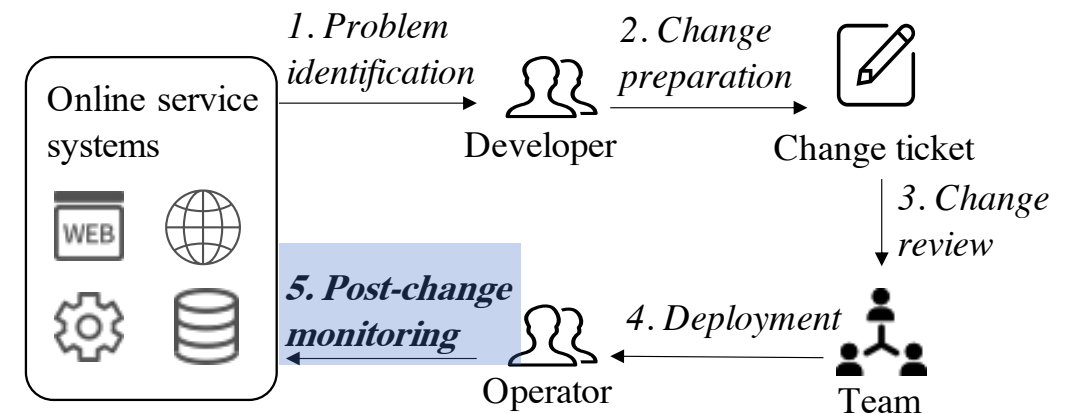 1. Problem
identification
2. Change
preparation
Online service
systems
Developer
Change ticket
WEB
3. Change
review
5. Post-change
monitoring
4. Deployment
Operator
Team